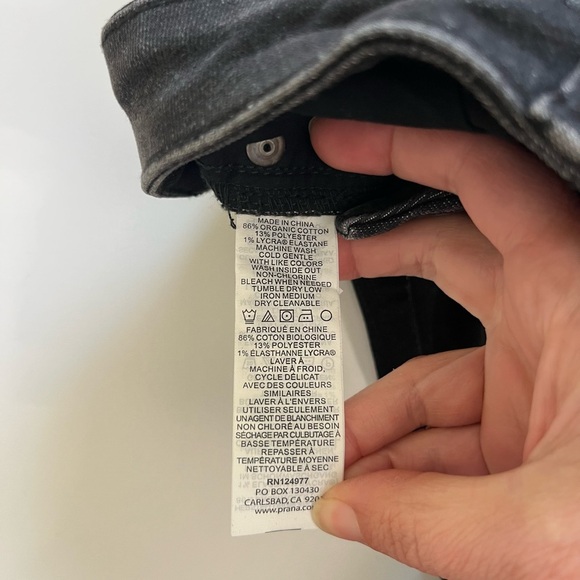 MADE IN CHINA
86% ORGANIC COTTON
13% POLYESTER
1% LYCRA® ELASTANE
MACHINE WASH
COLD GENTLE
WITH LIKE COLORS
WASH INSIDE OUT
NON-CHLORINE
BLEACH WHEN NEEDED
TUMBLE DRY LOW
IRON MEDIUM
DRY CLEANABLE
FABRIQUÉ EN CHINE
86% COTON BIOLOGIQUE
13% POLYESTER
1% ÉLASTHANNE LYCRA®
LAVER À
MACHINE À FROID,
CYCLE DÉLICAT
AVEC DES COULEURS
SIMILAIRES
LAVER À L'ENVERS
UTILISER SEULEMENT
UN AGENT DE BLANCHIMENT
NON CHLORÉ AU BESOIN
SÉCHAGE PAR CULBUTAGE À
BASSE TEMPÉRATURE
REPASSER À
TEMPÉRATURE MOYENNE
NETTOYABLE À SEC
RN124977
PO BOX 130430
CARLSBAD, CA
www.prana.